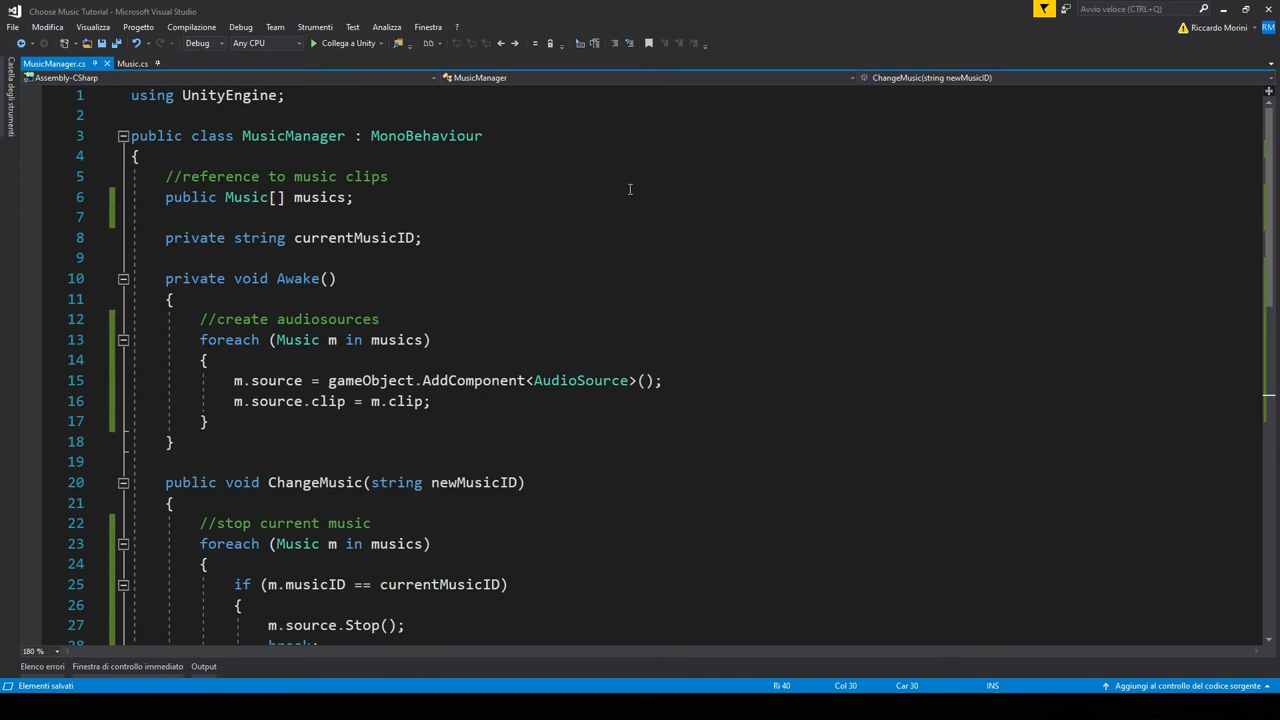 Choose Music Tutorial - Microsoft Visual Studio
Avvio veloce (CTRL+Q)
File Modifica Visualizza Progetto Compilazione Debug Team Strumenti Test Analizza Finestra ?
Riccardo Morini RM
Debug Any CPU Collega a Unity
MusicManager.cs Music.cs
Casella degli strumenti
Assembly-CSharp MusicManager ChangeMusic(string newMusicID)
1 using UnityEngine;
2
3 public class MusicManager : MonoBehaviour
4 {
5 //reference to music clips
6 public Music[] musics;
7
8 private string currentMusicID;
9
10 private void Awake()
11 {
12 //create audiosources
13 foreach (Music m in musics)
14 {
15 m.source = gameObject.AddComponent<AudioSource>();
16 m.source.clip = m.clip;
17 }
18 }
19
20 public void ChangeMusic(string newMusicID)
21 {
22 //stop current music
23 foreach (Music m in musics)
24 {
25 if (m.musicID == currentMusicID)
26 {
27 m.source.Stop();
28 break;
180 %
Elenco errori Finestra di controllo immediato Output
Elementi salvati Ri 40 Col 30 Car 30 INS Aggiungi al controllo del codice sorgente